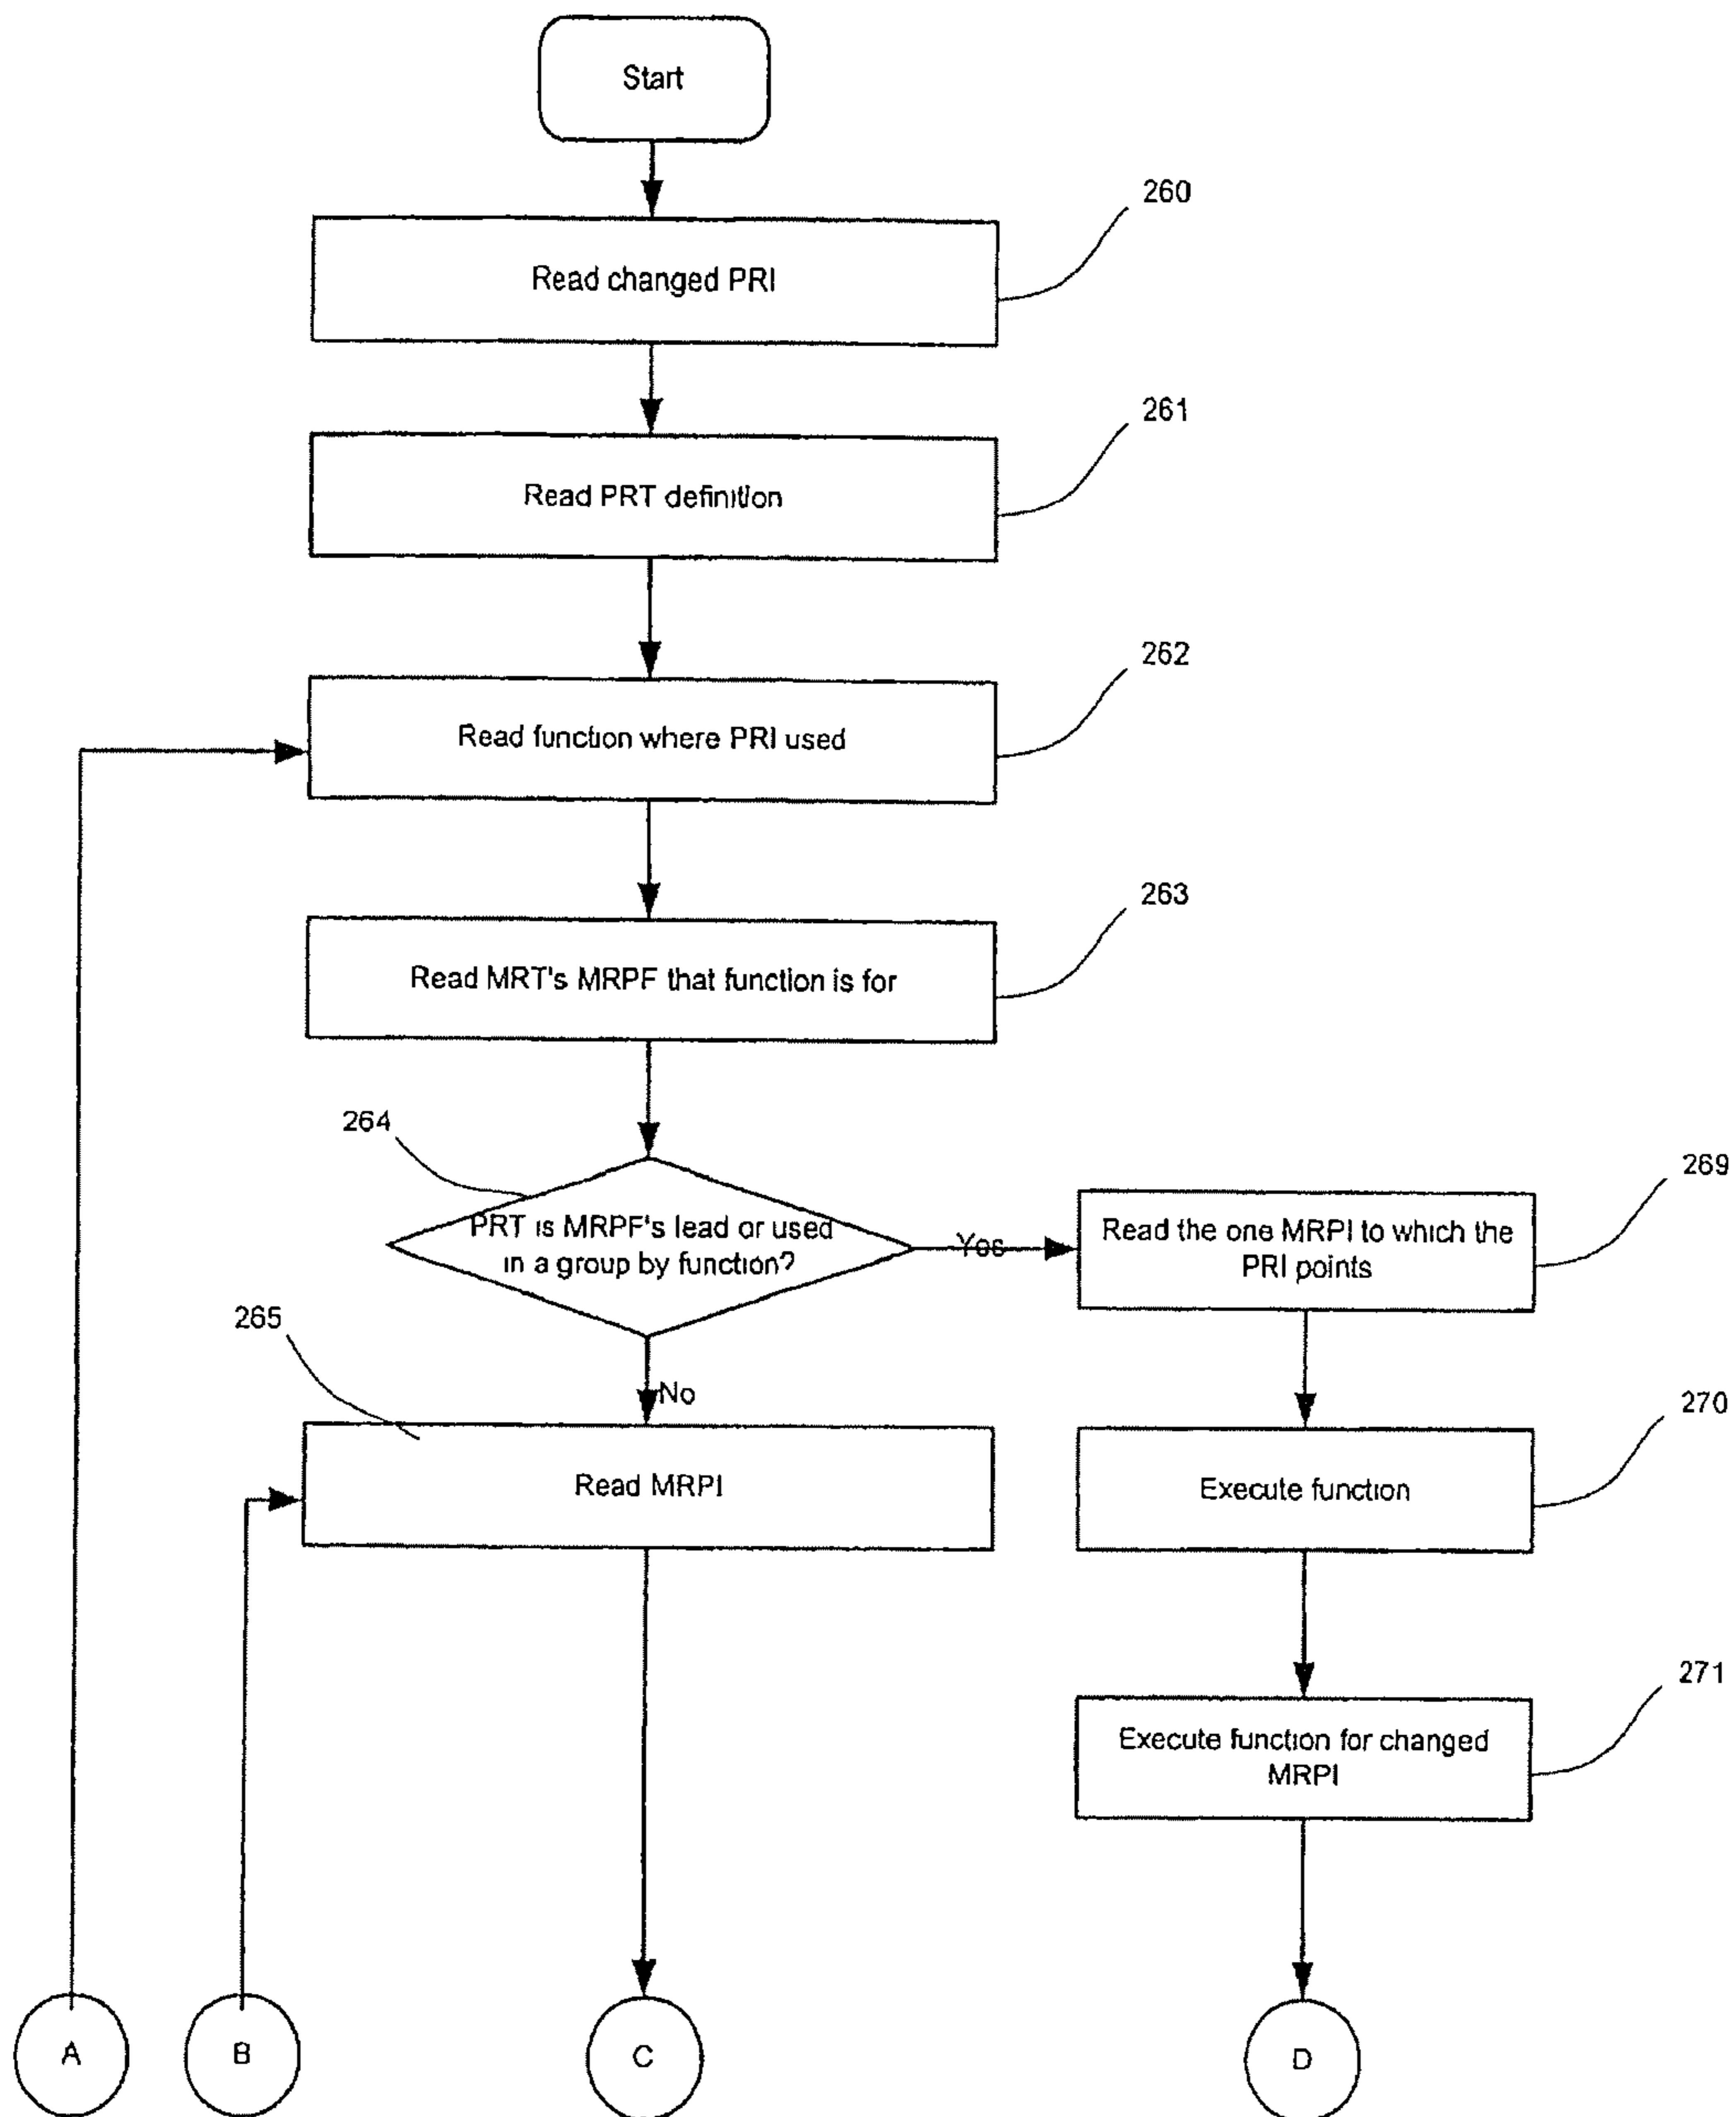 Start
260
Read changed PRI
261
Read PRT definition
262
Read function where PRI used
263
Read MRT's MRPF that function is for
264
PRT is MRPF's lead or used
in a group by function?
Yes
269
Read the one MRPI to which the
PRI points
265
No
Read MRPI
270
Execute function
271
Execute function for changed
MRPI
A
B
C
D